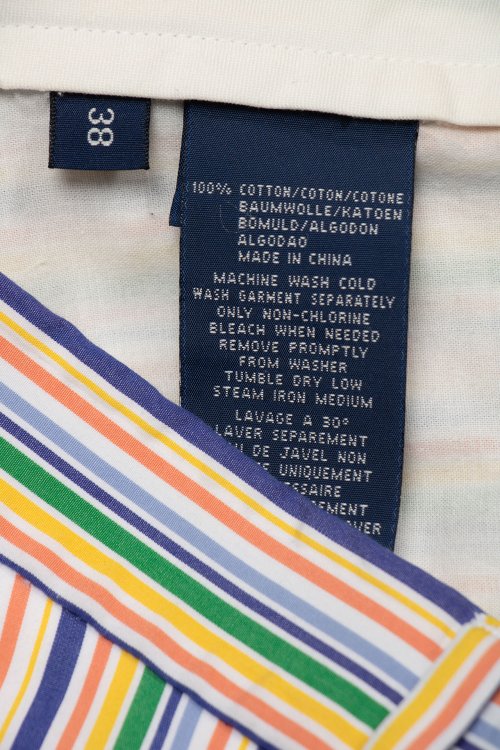 38
100% COTTON/COTON/COTONE
BAUMWOLLE/KATOEN
BOMULD/ALGODON
ALGODAO
MADE IN CHINA
MACHINE WASH COLD
WASH GARMENT SEPARATELY
ONLY NON-CHLORINE
BLEACH WHEN NEEDED
REMOVE PROMPTLY
FROM WASHER
TUMBLE DRY LOW
STEAM IRON MEDIUM
LAVAGE A 30°
LAVER SEPAREMENT
DE JAVEL NON
UNIQUEMENT